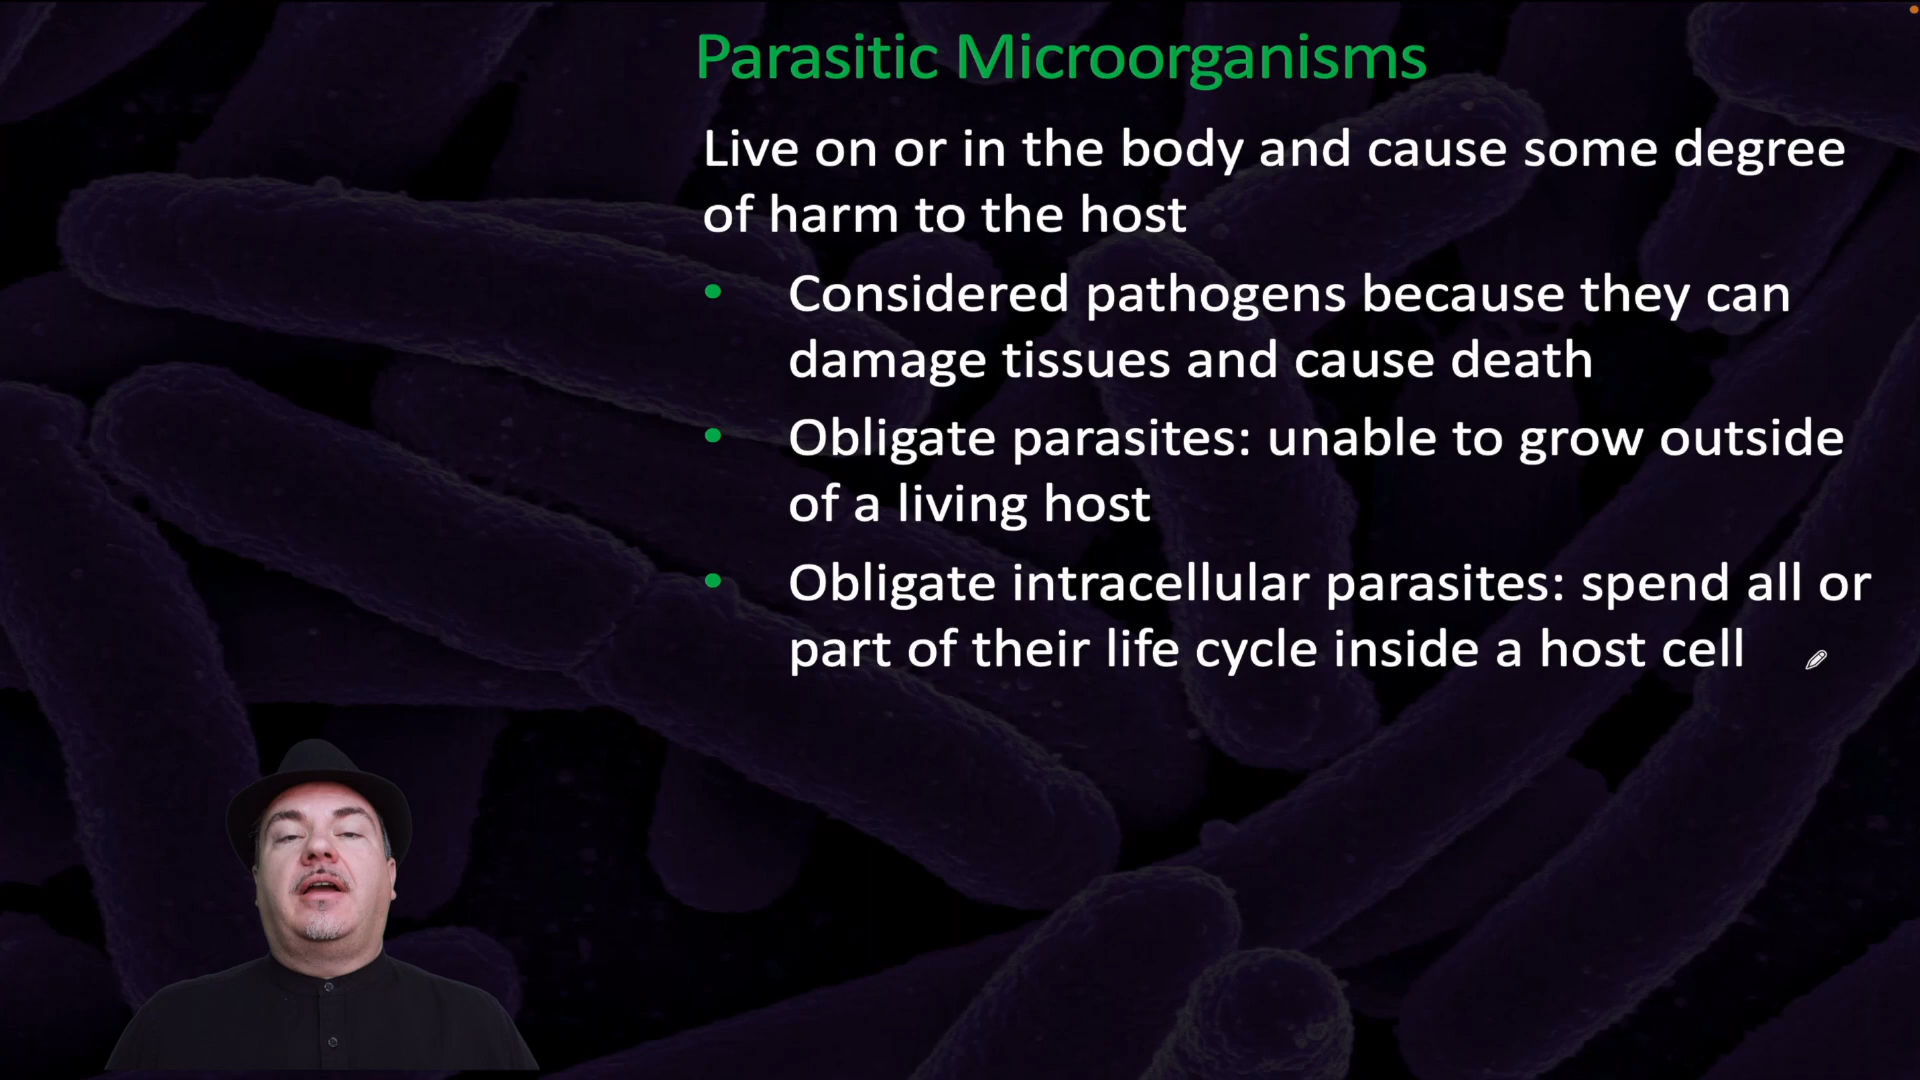 Parasitic Microorganisms
Live on or in the body and cause some degree
of harm to the host
• Considered pathogens because they can
damage tissues and cause death
• Obligate parasites: unable to grow outside
of a living host
• Obligate intracellular parasites: spend all or
part of their life cycle inside a host cell